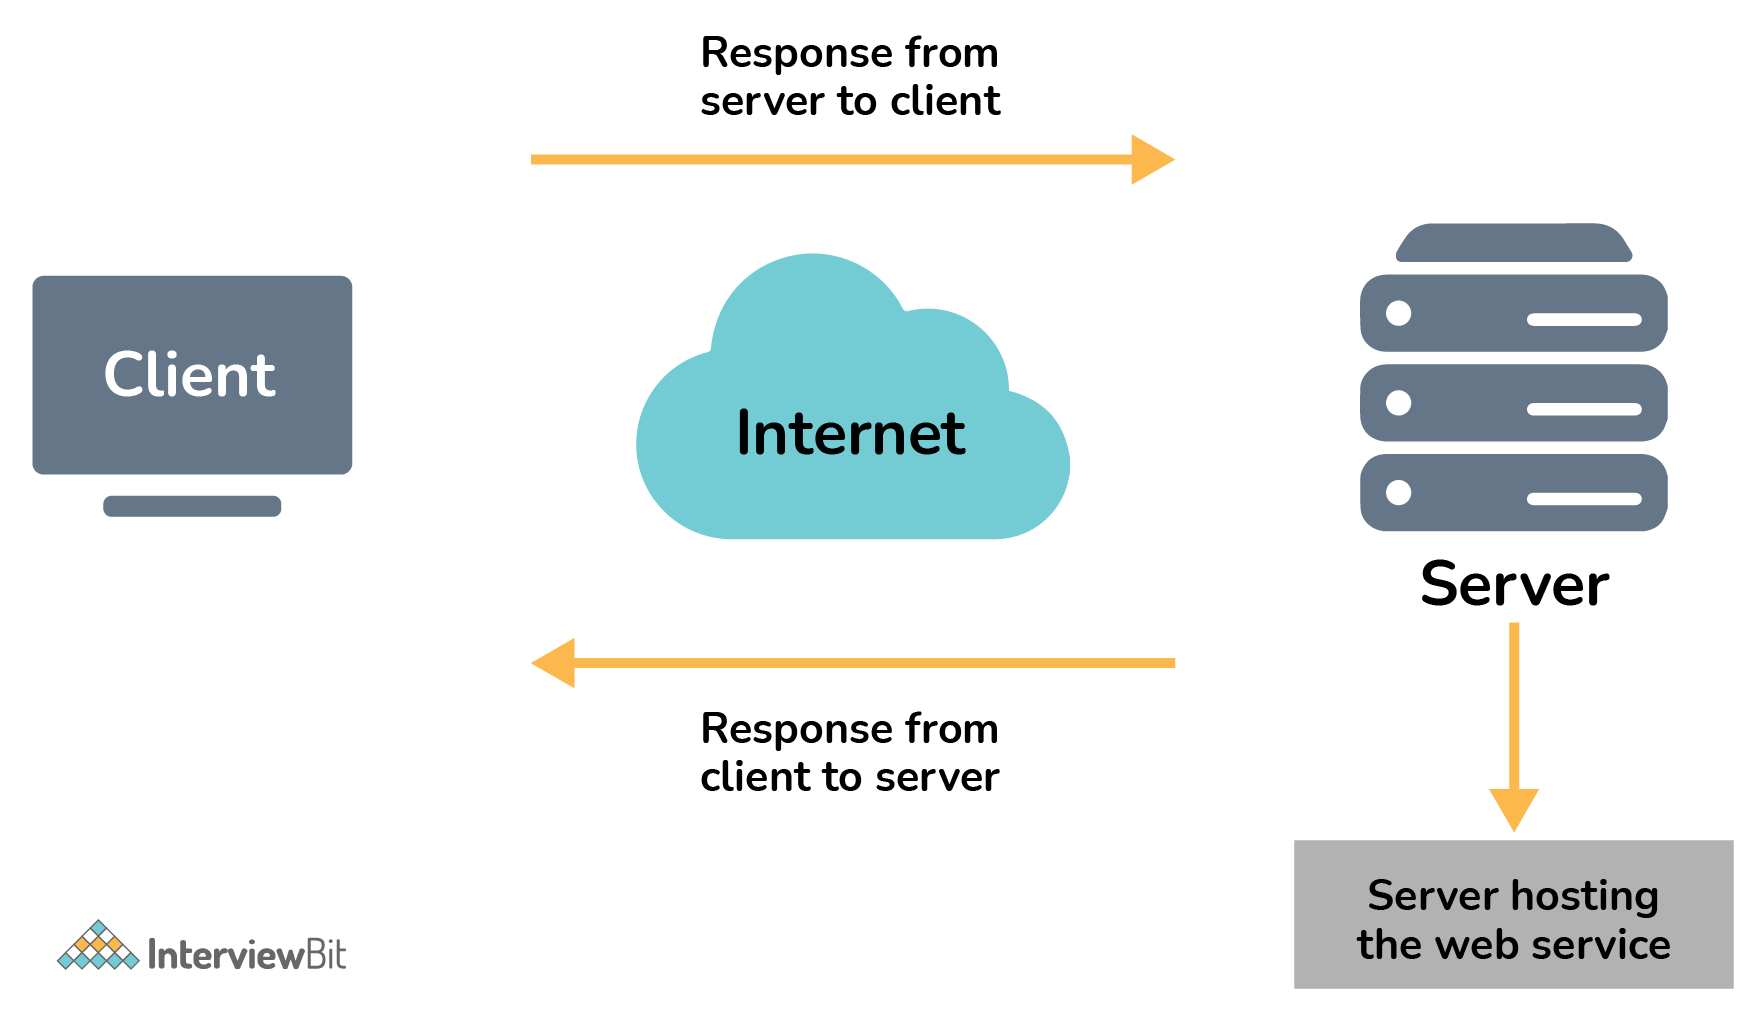 Response from
server to client
Client
Internet
Server
Response from
client to server
Server hosting
the web service
InterviewBit